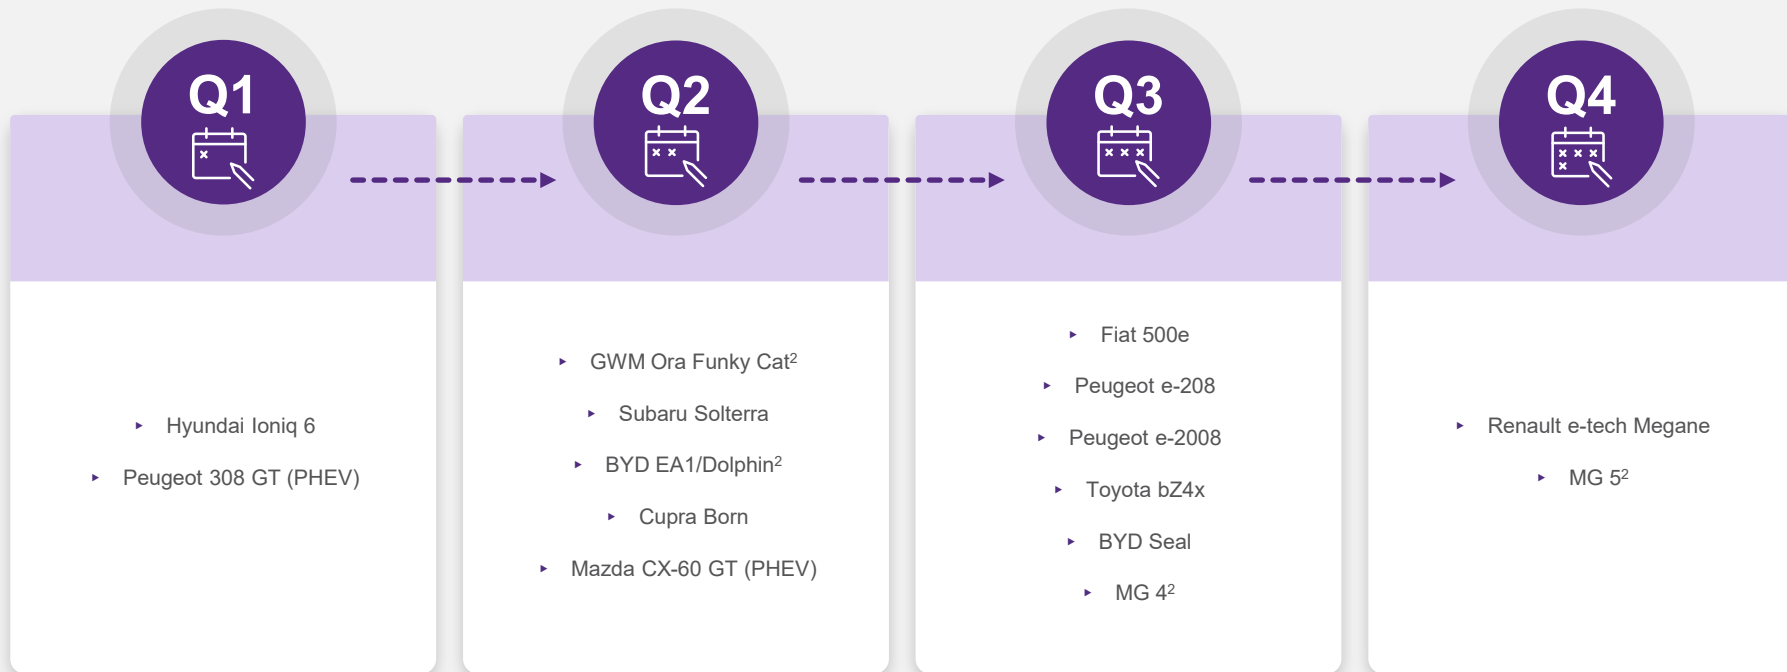 Q1
Hyundai Ioniq 6
Peugeot 308 GT (PHEV)
Q2
GWM Ora Funky Cat²
Subaru Solterra
BYD EA1/Dolphin²
Cupra Born
Mazda CX-60 GT (PHEV)
Q3
Fiat 500e
Peugeot e-208
Peugeot e-2008
Toyota bZ4x
BYD Seal
MG 4²
Q4
Renault e-tech Megane
MG 5²